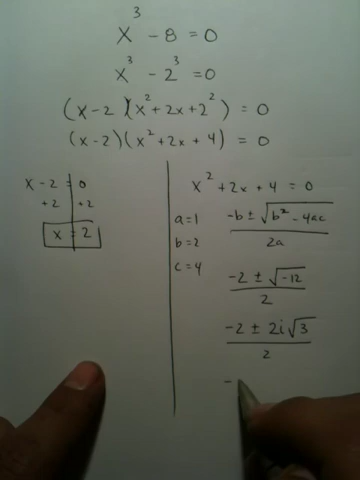 x³ - 8 = 0
x³ - 2³ = 0
(x-2)(x² + 2x + 2²) = 0
(x-2)(x² + 2x + 4) = 0
x - 2 = 0
+2 +2
x = 2
x² + 2x + 4 = 0
a = 1
b = 2
c = 4
-b ± √(b² - 4ac) / 2a
-2 ± √-12 / 2
-2 ± 2i√3 / 2
-